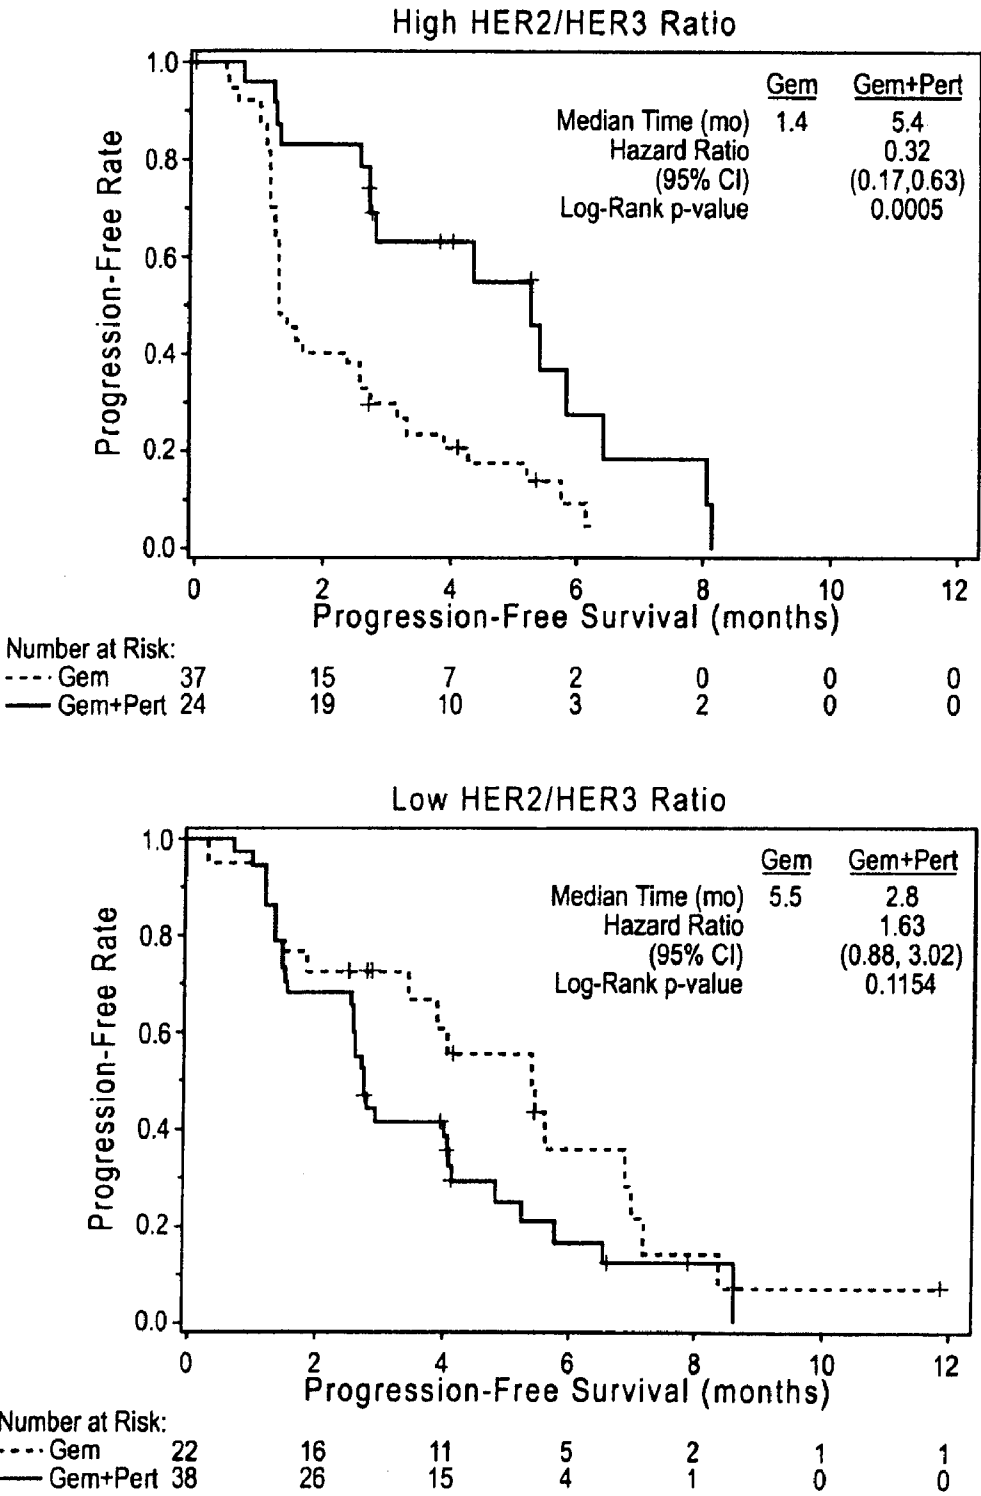 High HER2/HER3 Ratio
Gem Gem+Pert
Median Time (mo) 1.4 5.4
Hazard Ratio 0.32
(95% CI) (0.17,0.63)
Log-Rank p-value 0.0005
Progression-Free Rate
1.0
0.8
0.6
0.4
0.2
0.0
0 2 4 6 8 10 12
Progression-Free Survival (months)
Number at Risk:
Gem 37 15 7 2 0 0 0
Gem+Pert 24 19 10 3 2 0 0
Low HER2/HER3 Ratio
Gem Gem+Pert
Median Time (mo) 5.5 2.8
Hazard Ratio 1.63
(95% CI) (0.88, 3.02)
Log-Rank p-value 0.1154
Progression-Free Rate
1.0
0.8
0.6
0.4
0.2
0.0
0 2 4 6 8 10 12
Progression-Free Survival (months)
Number at Risk:
Gem 22 16 11 5 2 1 1
Gem+Pert 38 26 15 4 1 0 0